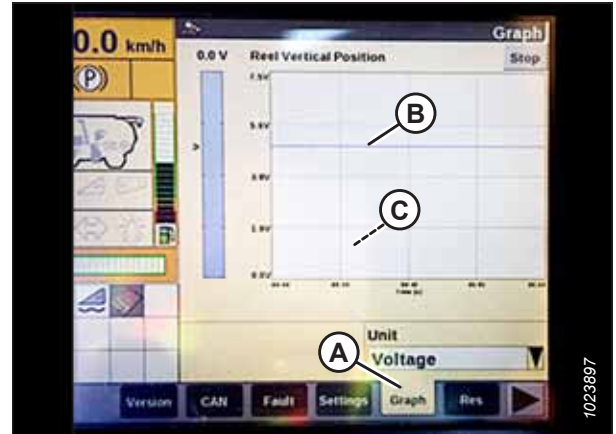 0.0 km/h
Graph
0.0 V Reel Vertical Position
Stop
(P)
B
C
A
Unit
Voltage
Version CAN Fault Settings Graph Res
1023897